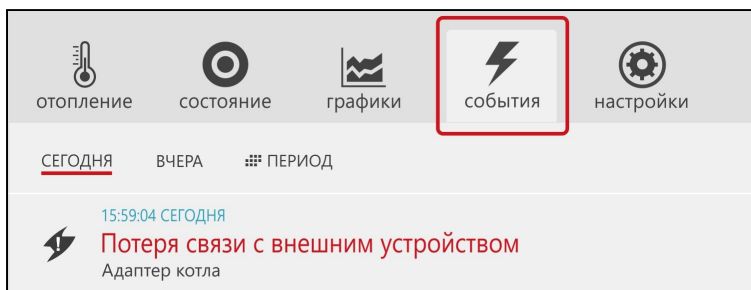 отопление состояние графики события настройки
СЕГОДНЯ ВЧЕРА ПЕРИОД
15:59:04 СЕГОДНЯ
Потеря связи с внешним устройством
Адаптер котла